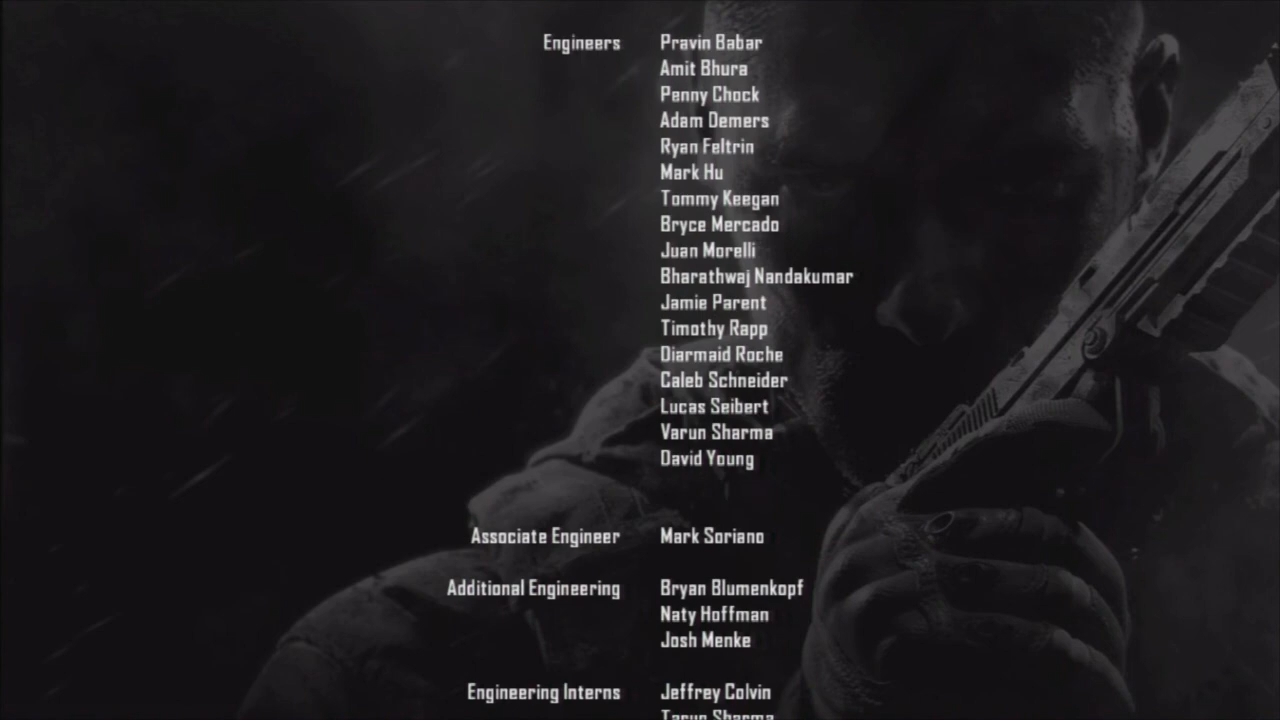 Engineers Pravin Babar
Amit Bhura
Penny Chock
Adam Demers
Ryan Feltrin
Mark Hu
Tommy Keegan
Bryce Mercado
Juan Morelli
Bharathwaj Nandakumar
Jamie Parent
Timothy Rapp
Diarmaid Roche
Caleb Schneider
Lucas Seibert
Varun Sharma
David Young
Associate Engineer Mark Soriano
Additional Engineering Bryan Blumenkopf
Naty Hoffman
Josh Menke
Engineering Interns Jeffrey Colvin
Tarun Sharma